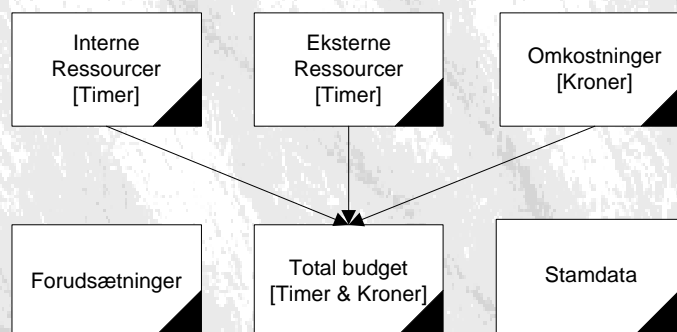 Interne
Ressourcer
[Timer]
Eksterne
Ressourcer
[Timer]
Omkostninger
[Kroner]
Forudsætninger
Total budget
[Timer & Kroner]
Stamdata